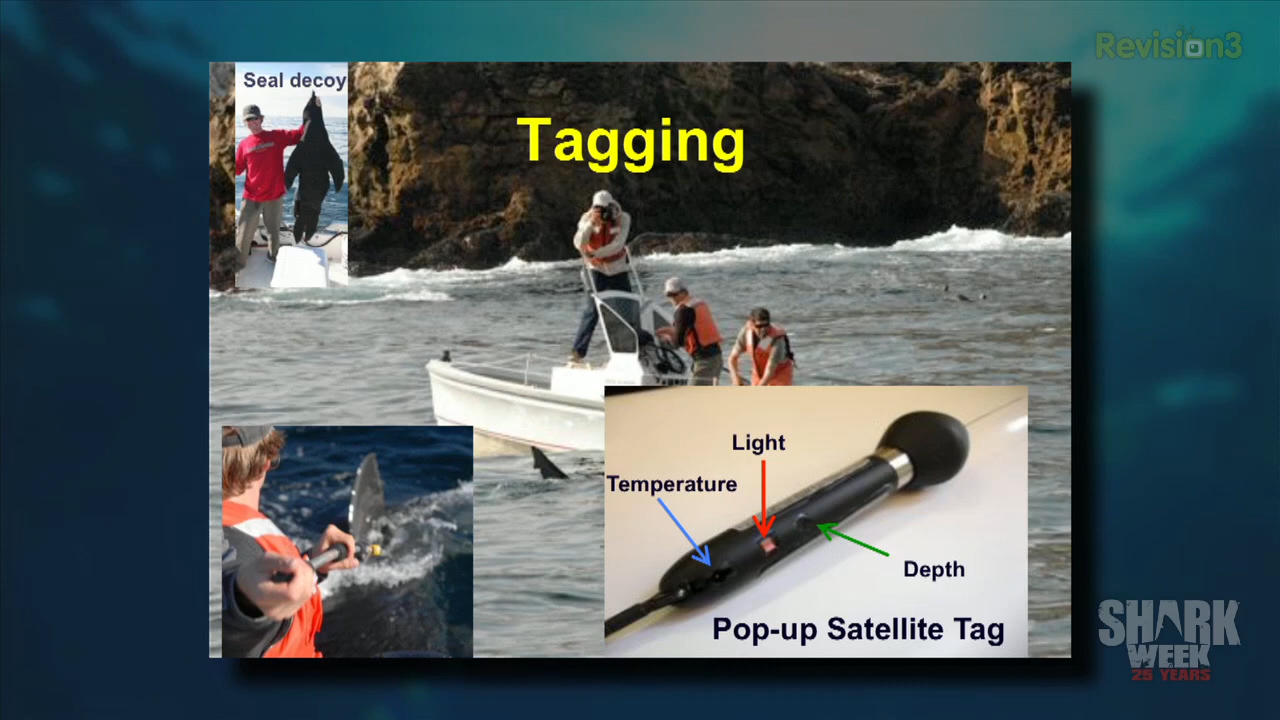 Revision3
Seal decoy
Tagging
Light
Temperature
Depth
Pop-up Satellite Tag
SHARK
WEEK
25 YEARS